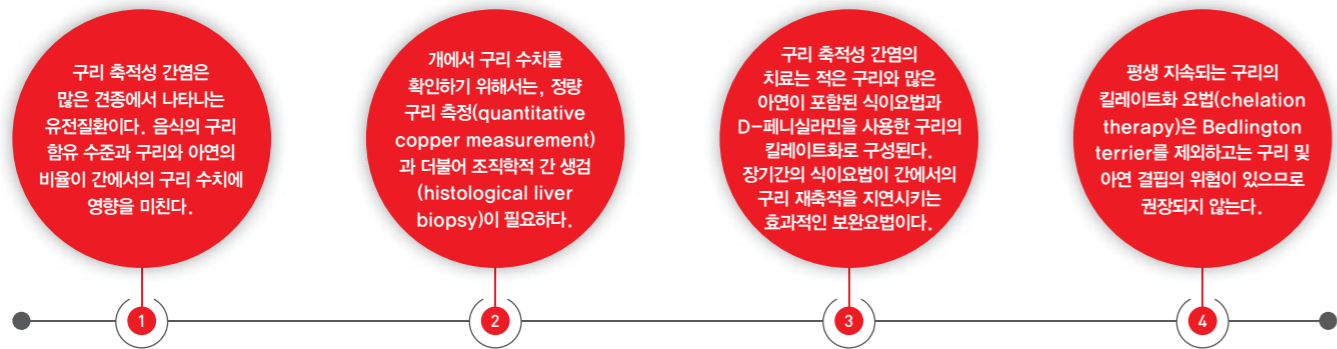 구리 축적성 간염은
많은 견종에서 나타나는
유전질환이다. 음식의 구리
함유 수준과 구리와 아연의
비율이 간에서의 구리 수치에
영향을 미친다.
1
개에서 구리 수치를
확인하기 위해서는, 정량
구리 측정(quantitative
copper measurement)
과 더불어 조직학적 간 생검
(histological liver
biopsy)이 필요하다.
2
구리 축적성 간염의
치료는 적은 구리와 많은
아연이 포함된 식이요법과
D-페니실라민을 사용한 구리의
킬레이트화로 구성된다.
장기간의 식이요법이 간에서의
구리 재축적을 지연시키는
효과적인 보완요법이다.
3
평생 지속되는 구리의
킬레이트화 요법(chelation
therapy)은 Bedlington
terrier를 제외하고는 구리 및
아연 결핍의 위험이 있으므로
권장되지 않는다.
4